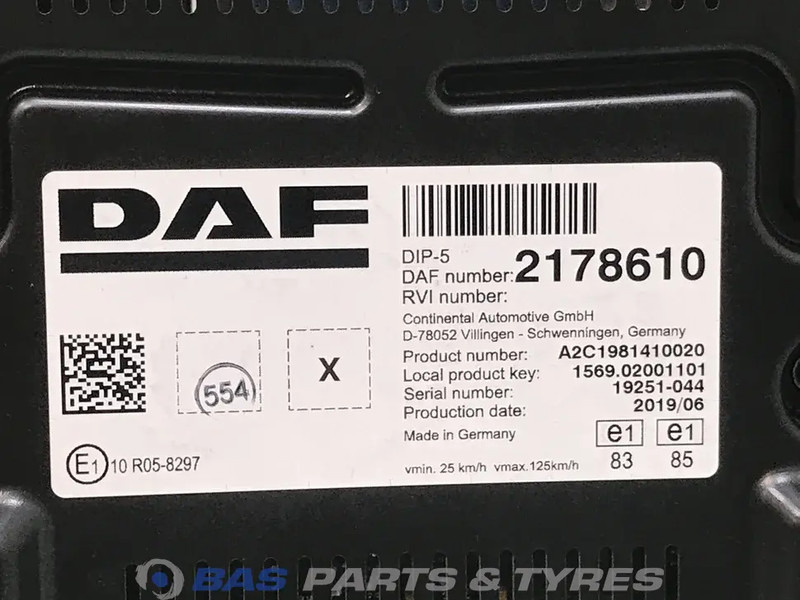 DAF
DIP-5
DAF number: 2178610
RVI number:
Continental Automotive GmbH
D-78052 Villingen - Schwenningen, Germany
Product number: A2C1981410020
Local product key: 1569.02001101
Serial number: 19251-044
Production date: 2019/06
554
X
Made in Germany
e1 e1
83 85
E1 10 R05-8297
vmin. 25 km/h vmax.125km/h
BAS PARTS & TYRES